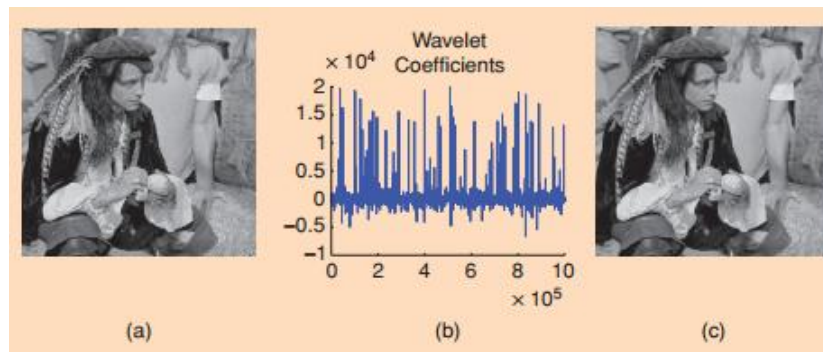 Wavelet
Coefficients
× 10⁴
2
1.5
1
0.5
0
−0.5
−1
0 2 4 6 8 10
× 10⁵
(a) (b) (c)